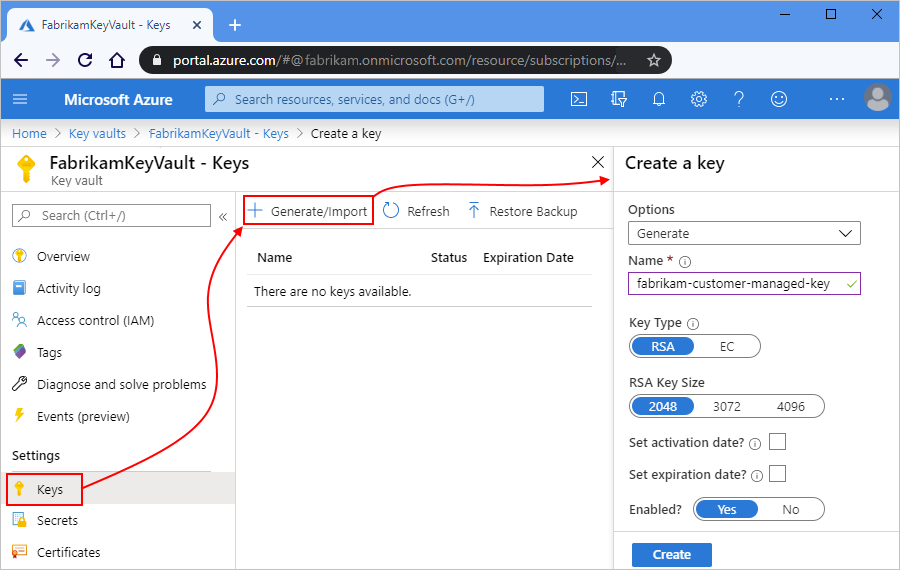 FabrikamKeyVault - Keys
portal.azure.com/#@fabrikam.onmicrosoft.com/resource/subscriptions/...
Microsoft Azure
Search resources, services, and docs (G+/)
Home > Key vaults > FabrikamKeyVault - Keys > Create a key
FabrikamKeyVault - Keys
Key vault
Search (Ctrl+/)
Overview
Activity log
Access control (IAM)
Tags
Diagnose and solve problems
Events (preview)
Settings
Keys
Secrets
Certificates
Generate/Import
Refresh
Restore Backup
Name Status Expiration Date
There are no keys available.
Create a key
Options
Generate
Name *
fabrikam-customer-managed-key
Key Type
RSA EC
RSA Key Size
2048 3072 4096
Set activation date?
Set expiration date?
Enabled? Yes No
Create